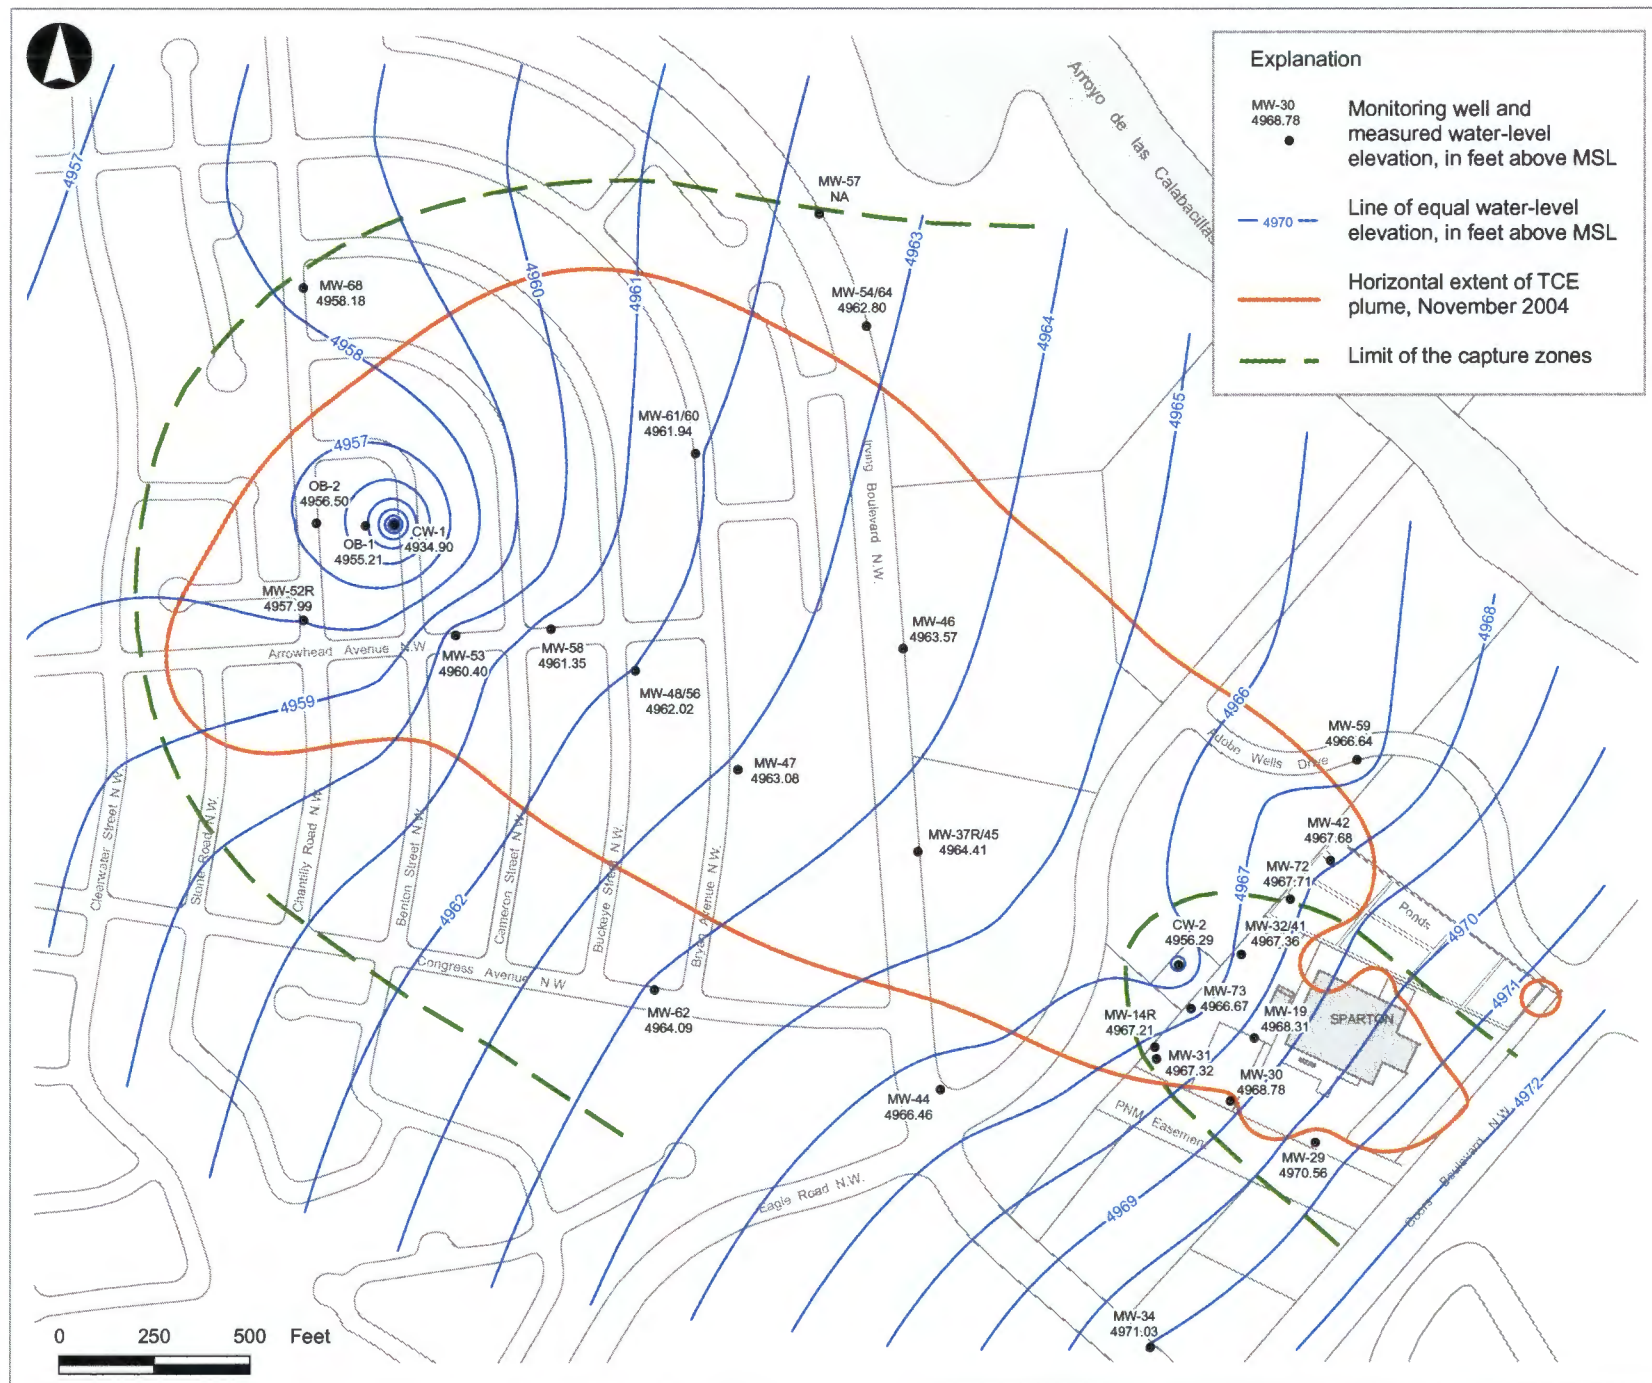 Explanation
MW-30
4968.78
Monitoring well and
measured water-level
elevation, in feet above MSL
4970
Line of equal water-level
elevation, in feet above MSL
Horizontal extent of TCE
plume, November 2004
Limit of the capture zones
Arroyo de las Calabacillas
4957
MW-57
NA
4963
MW-68
4958.18
4960
4961
MW-54/64
4962.80
4958
4964
4965
MW-61/60
4961.94
4957
Irving Boulevard N.W.
OB-2
4956.50
OB-1
4955.21
CW-1
4934.90
MW-52R
4957.99
Arrowhead Avenue N.W
MW-53
4960.40
MW-58
4961.35
MW-46
4963.57
4968
MW-48/56
4962.02
4959
4966
MW-59
4966.64
Adobe Wells Drive
MW-47
4963.08
MW-37R/45
4964.41
MW-42
4967.68
MW-72
4967.71
4967
Clearwater Street N.W.
Stone Road N.W.
Chantilly Road N.W.
Benton Street N.W.
Cameron Street N.W.
Buckeye Street N.W.
Bryan Avenue N.W.
4962
Ponds
4970
CW-2
4956.29
MW-32/41
4967.36
Congress Avenue N W
4971
MW-62
4964.09
MW-73
4966.67
MW-14R
4967.21
MW-19
4968.31
SPARTON
MW-31
4967.32
MW-30
4968.78
MW-44
4966.46
PNM Easement
4972
MW-29
4970.56
Coors Boulevard N.W.
Eagle Road N.W.
4969
MW-34
4971.03
0 250 500 Feet